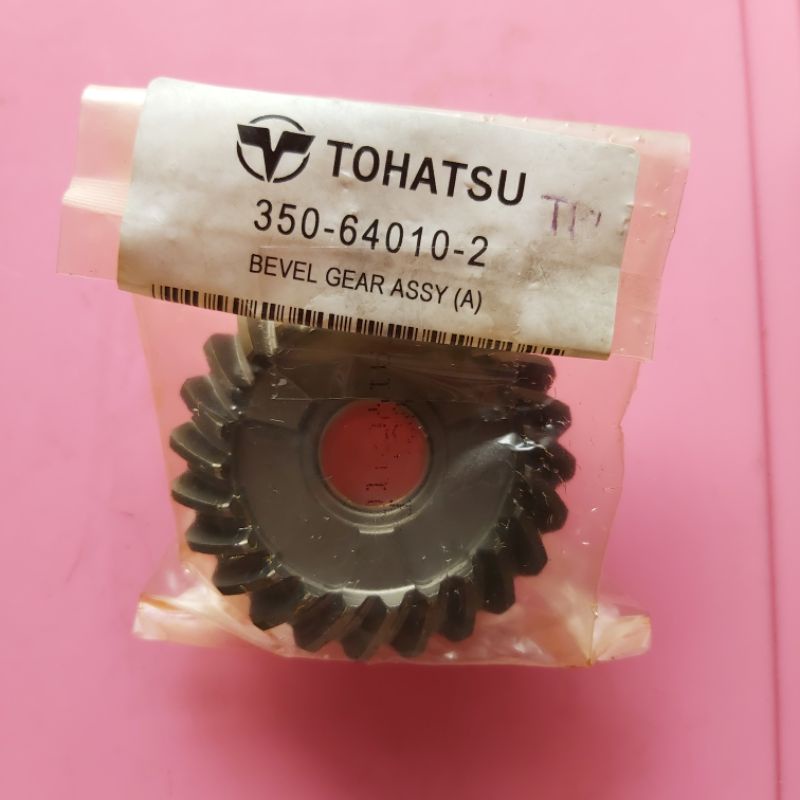 TOHATSU
350-64010-2
BEVEL GEAR ASSY (A)